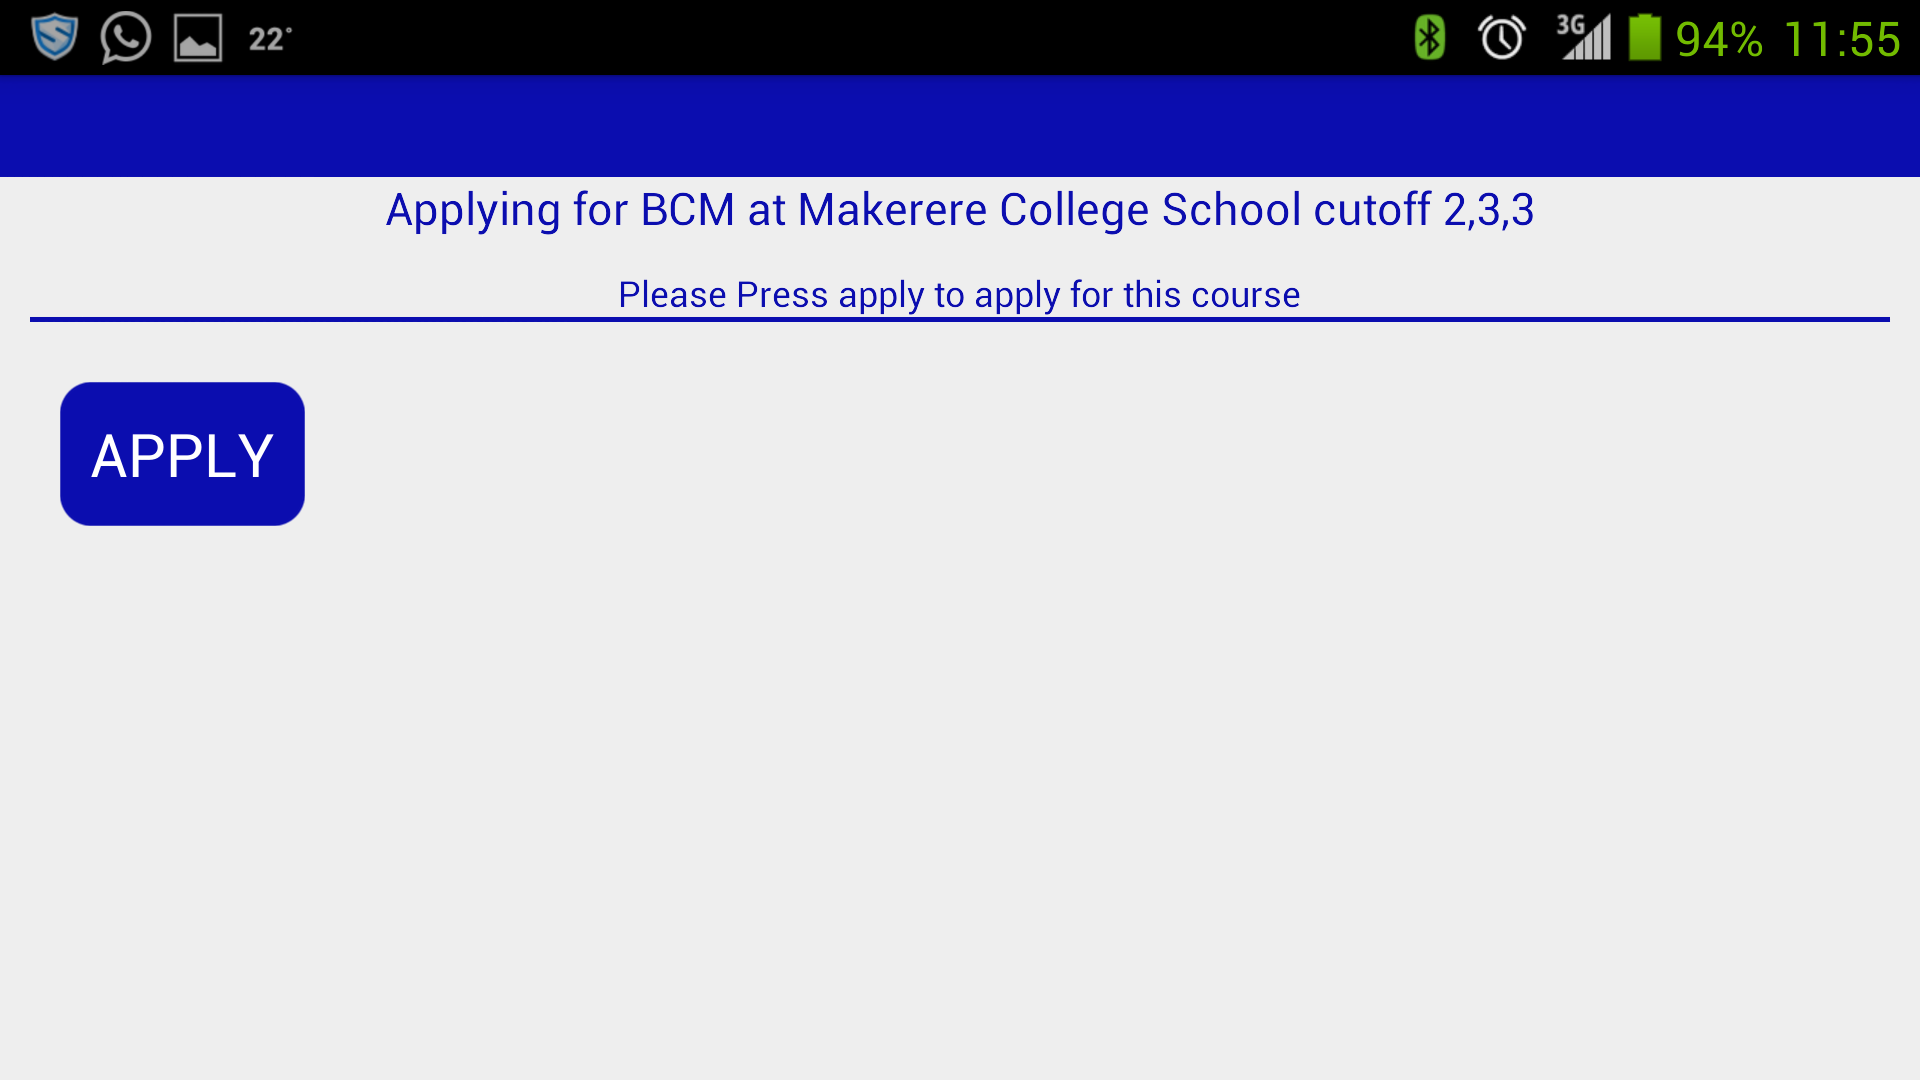 22°
3G 94% 11:55
Applying for BCM at Makerere College School cutoff 2,3,3
Please Press apply to apply for this course
APPLY